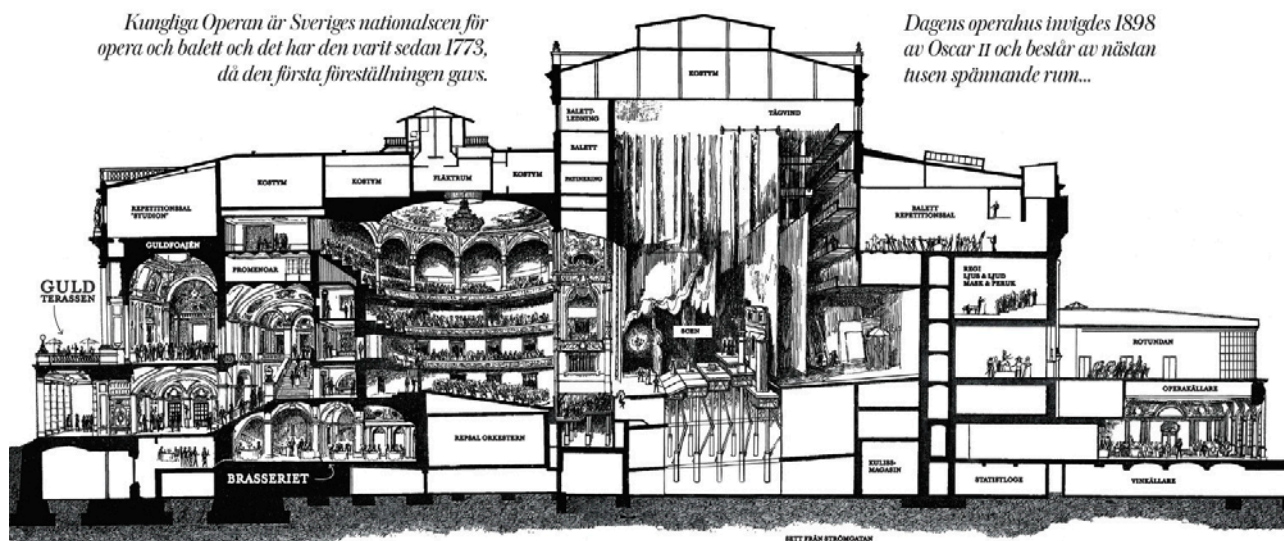 Kungliga Operan är Sveriges nationalscen för
opera och balett och det har den varit sedan 1773,
då den första föreställningen gavs.
Dagens operahus invigdes 1898
av Oscar II och består av nästan
tusen spännande rum...
KOSTYM
BALETT-
LEDNING
TÅGVIND
BALETT
PATINERING
KOSTYM
KOSTYM
FLÄKTRUM
KOSTYM
REPETITIONSSAL
"STUDION"
BALETT
REPETITIONSSAL
GULDFOAJÉN
PROMENOAR
GULD
TERASSEN
REGI
LJUS & LJUD
MASK & PERUK
SCEN
ROTUNDAN
OPERAKÄLLARE
REPSAL ORKESTERN
BRASSERIET
KULISS-
MAGASIN
STATISTLOGE
VINKÄLLARE
SETT FRÅN STRÖMGATAN